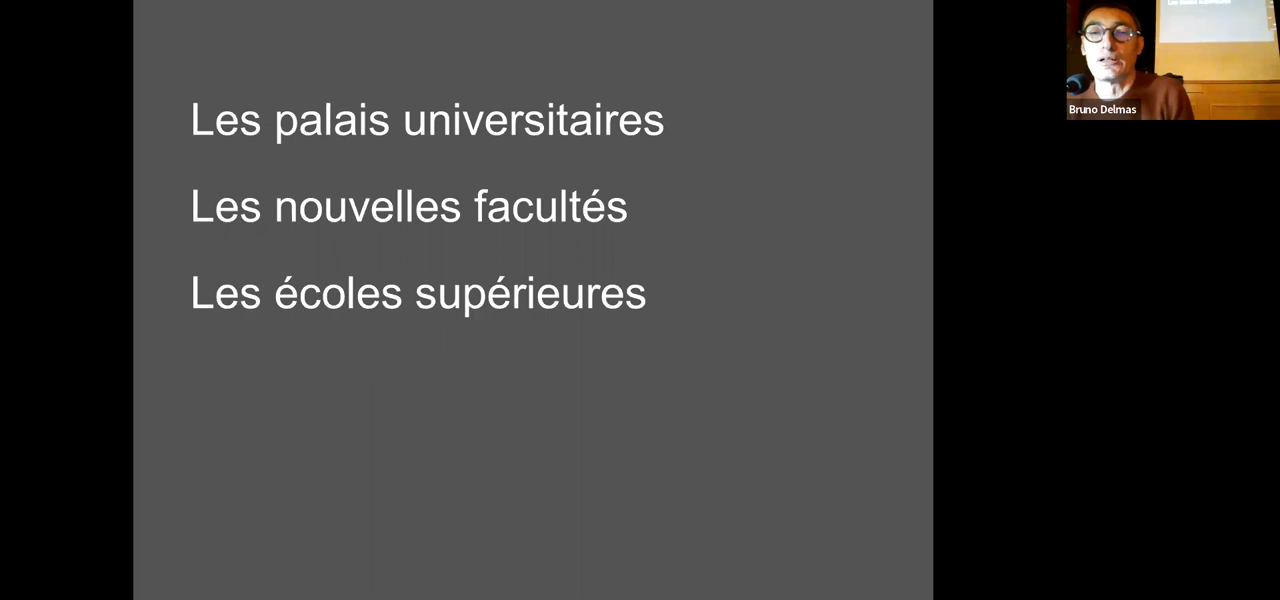 Les palais universitaires
Les nouvelles facultés
Les écoles supérieures
Bruno Delmas